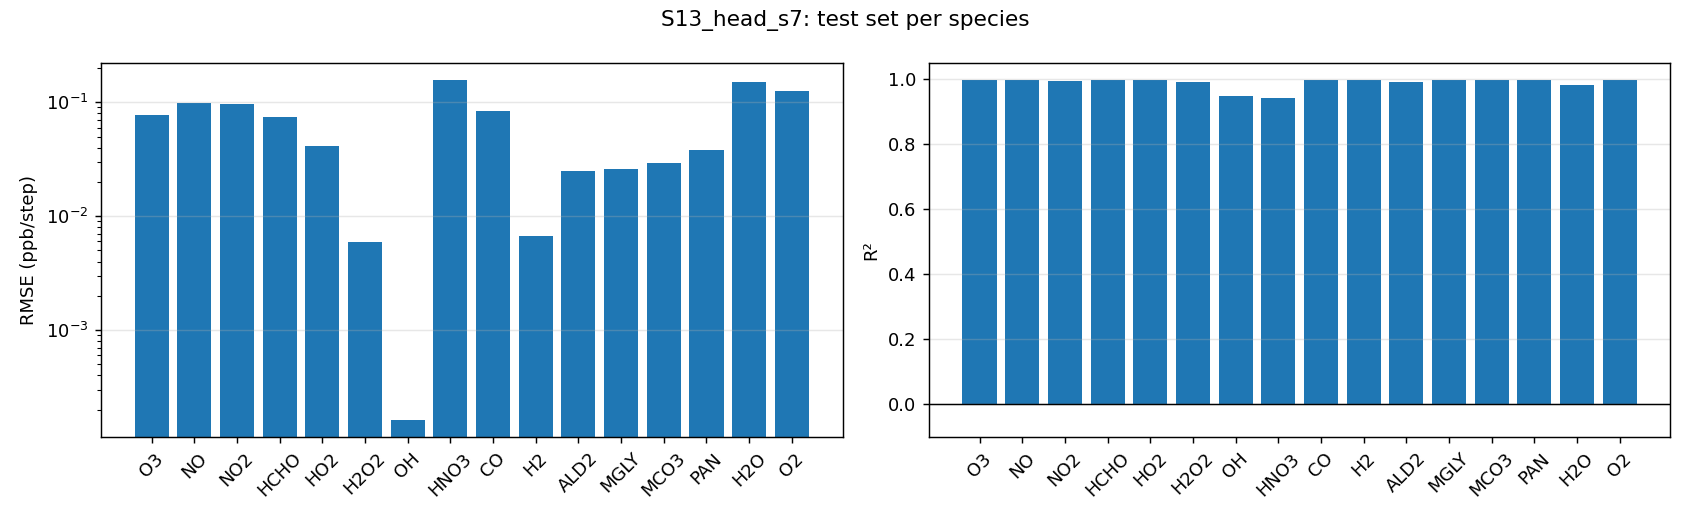 S13_head_s7: test set per species
RMSE (ppb/step)
10⁻¹
10⁻²
10⁻³
O3 NO NO2 HCHO HO2 H2O2 OH HNO3 CO H2 ALD2 MGLY MCO3 PAN H2O O2
R²
1.0
0.8
0.6
0.4
0.2
0.0
O3 NO NO2 HCHO HO2 H2O2 OH HNO3 CO H2 ALD2 MGLY MCO3 PAN H2O O2